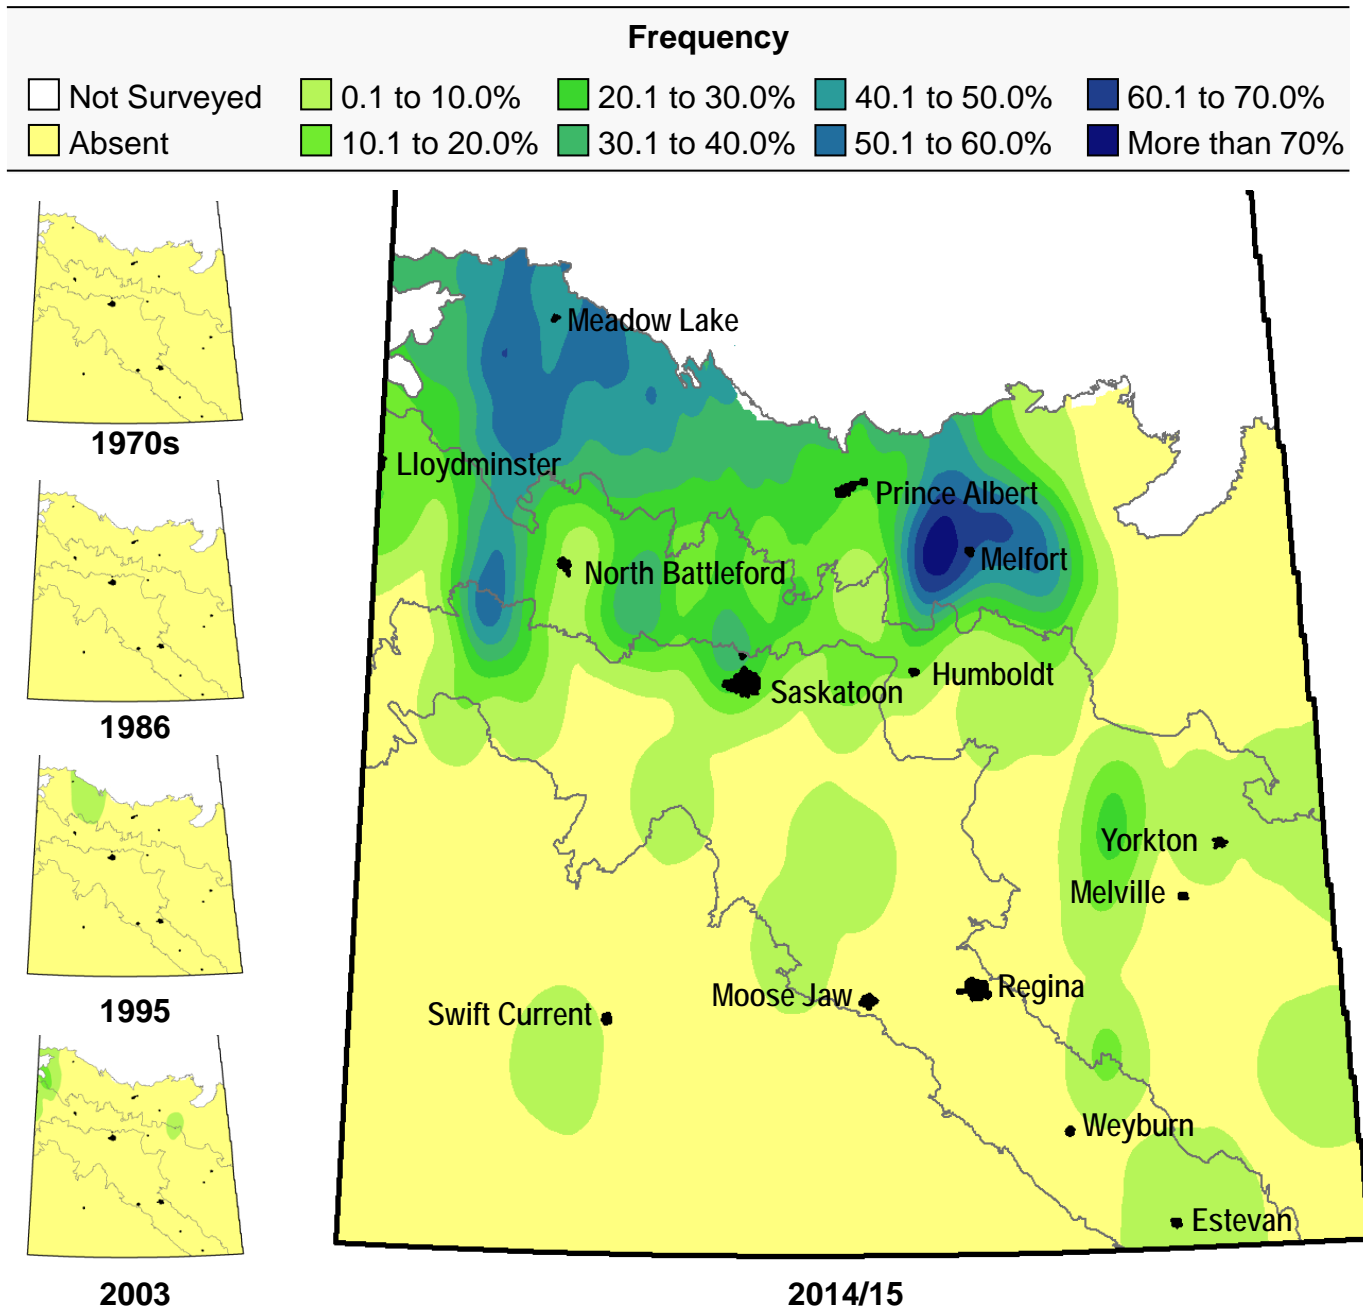 Frequency
Not Surveyed 0.1 to 10.0% 20.1 to 30.0% 40.1 to 50.0% 60.1 to 70.0%
Absent 10.1 to 20.0% 30.1 to 40.0% 50.1 to 60.0% More than 70%
1970s
1986
1995
2003
Meadow Lake
Lloydminster
Prince Albert
Melfort
North Battleford
Humboldt
Saskatoon
Yorkton
Melville
Regina
Moose Jaw
Swift Current
Weyburn
Estevan
2014/15